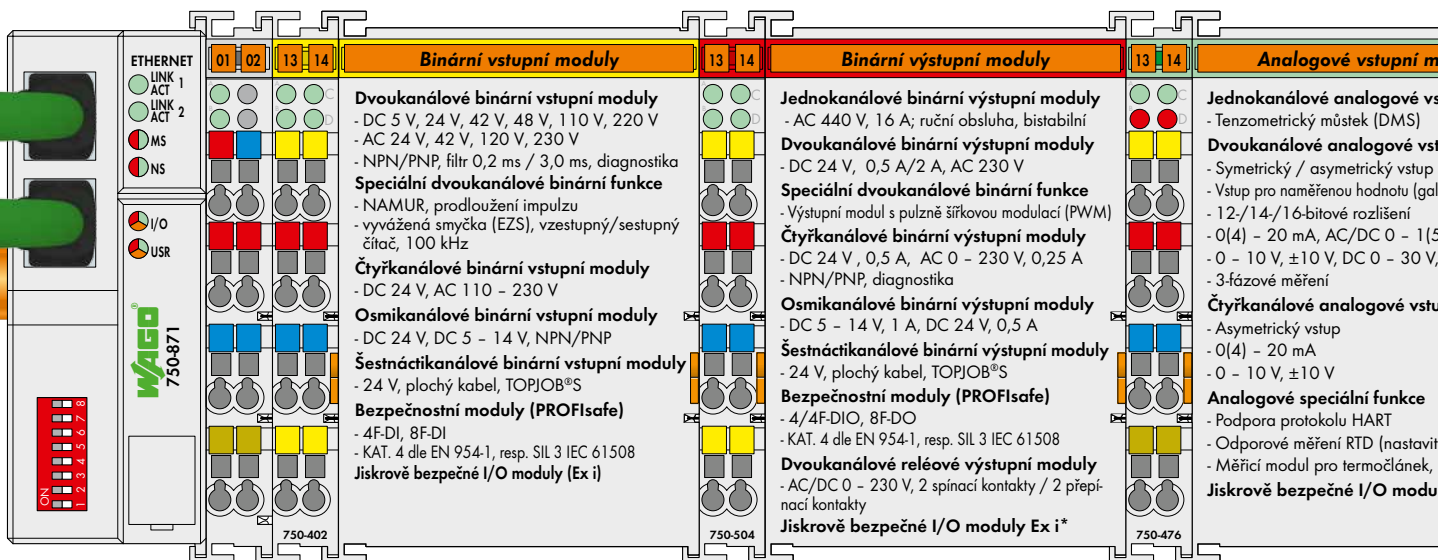 ETHERNET
LINK
ACT 1
LINK
ACT 2
MS
NS
I/O
USR
WAGO®
750-871
ON
1 2 3 4 5 6 7 8
01 02
13 14
C
D
750-402
Binární vstupní moduly
Dvoukanálové binární vstupní moduly
- DC 5 V, 24 V, 42 V, 48 V, 110 V, 220 V
- AC 24 V, 42 V, 120 V, 230 V
- NPN/PNP, filtr 0,2 ms / 3,0 ms, diagnostika
Speciální dvoukanálové binární funkce
- NAMUR, prodloužení impulzu
- vyvážená smyčka (EZS), vzestupný/sestupný
čítač, 100 kHz
Čtyřkanálové binární vstupní moduly
- DC 24 V, AC 110 – 230 V
Osmikanálové binární vstupní moduly
- DC 24 V, DC 5 – 14 V, NPN/PNP
Šestnáctikanálové binární vstupní moduly
- 24 V, plochý kabel, TOPJOB®S
Bezpečnostní moduly (PROFIsafe)
- 4F-DI, 8F-DI
- KAT. 4 dle EN 954-1, resp. SIL 3 IEC 61508
Jiskrově bezpečné I/O moduly (Ex i)
13 14
C
D
750-504
Binární výstupní moduly
Jednokanálové binární výstupní moduly
- AC 440 V, 16 A; ruční obsluha, bistabilní
Dvoukanálové binární výstupní moduly
- DC 24 V, 0,5 A/2 A, AC 230 V
Speciální dvoukanálové binární funkce
- Výstupní modul s pulzně šířkovou modulací (PWM)
Čtyřkanálové binární výstupní moduly
- DC 24 V , 0,5 A, AC 0 – 230 V, 0,25 A
- NPN/PNP, diagnostika
Osmikanálové binární výstupní moduly
- DC 5 – 14 V, 1 A, DC 24 V, 0,5 A
Šestnáctikanálové binární výstupní moduly
- 24 V, plochý kabel, TOPJOB®S
Bezpečnostní moduly (PROFIsafe)
- 4/4F-DIO, 8F-DO
- KAT. 4 dle EN 954-1, resp. SIL 3 IEC 61508
Dvoukanálové reléové výstupní moduly
- AC/DC 0 – 230 V, 2 spínací kontakty / 2 přepí-
nací kontakty
Jiskrově bezpečné I/O moduly Ex i*
13 14
C
D
750-476
Analogové vstupní m
Jednokanálové analogové vs
- Tenzometrický můstek (DMS)
Dvoukanálové analogové vst
- Symetrický / asymetrický vstup
- Vstup pro naměřenou hodnotu (gal
- 12-/14-/16-bitové rozlišení
- 0(4) – 20 mA, AC/DC 0 – 1(5
- 0 – 10 V, ±10 V, DC 0 – 30 V,
- 3-fázové měření
Čtyřkanálové analogové vstu
- Asymetrický vstup
- 0(4) – 20 mA
- 0 – 10 V, ±10 V
Analogové speciální funkce
- Podpora protokolu HART
- Odporové měření RTD (nastavit
- Měřicí modul pro termočlánek,
Jiskrově bezpečné I/O modu